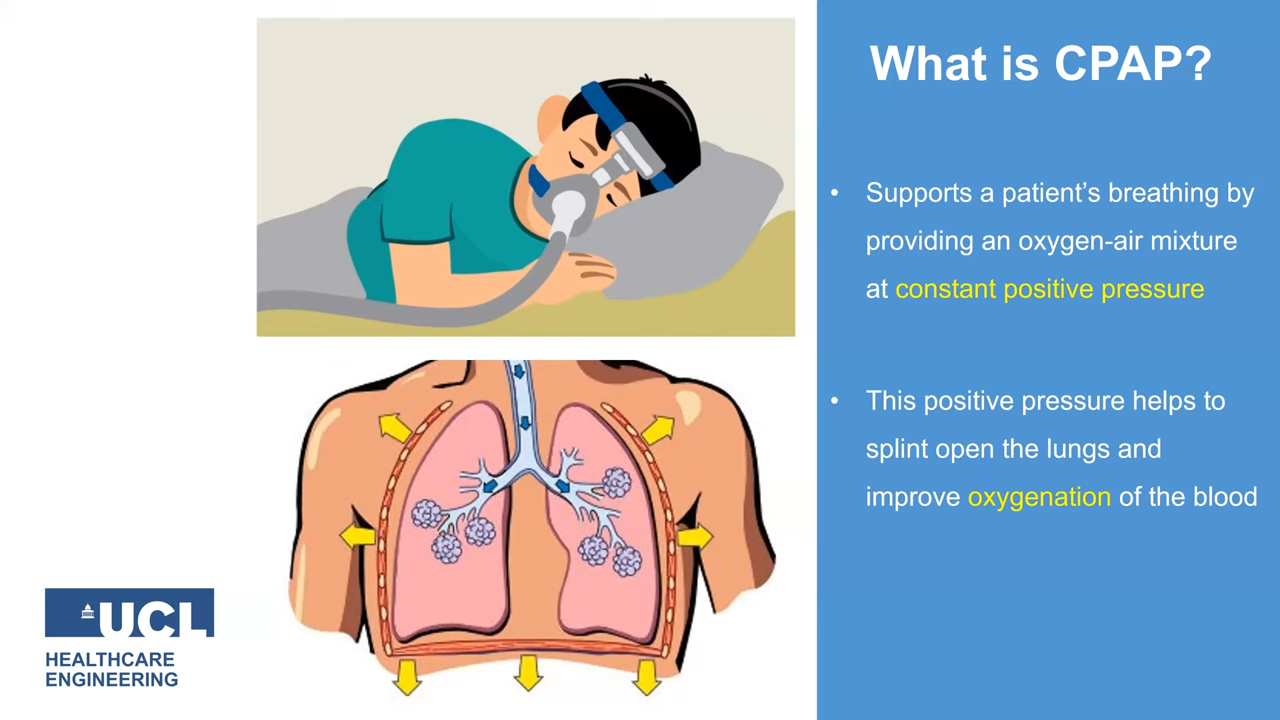 What is CPAP?
• Supports a patient’s breathing by
providing an oxygen-air mixture
at constant positive pressure
• This positive pressure helps to
splint open the lungs and
improve oxygenation of the blood
UCL
HEALTHCARE
ENGINEERING